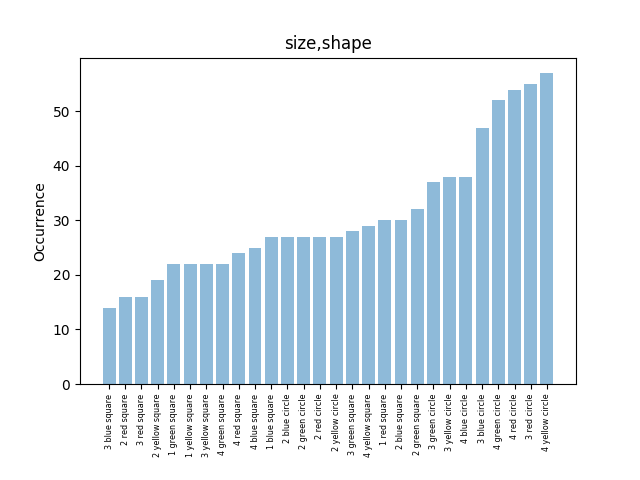 size,shape
Occurrence
50
40
30
20
10
0
3 blue square
2 red square
3 red square
2 yellow square
1 green square
1 yellow square
3 yellow square
4 green square
4 red square
4 blue square
1 blue square
2 blue circle
2 green circle
2 red circle
2 yellow circle
3 green square
4 yellow square
1 red square
2 blue square
2 green square
3 green circle
3 yellow circle
4 blue circle
3 blue circle
4 green circle
4 red circle
3 red circle
4 yellow circle